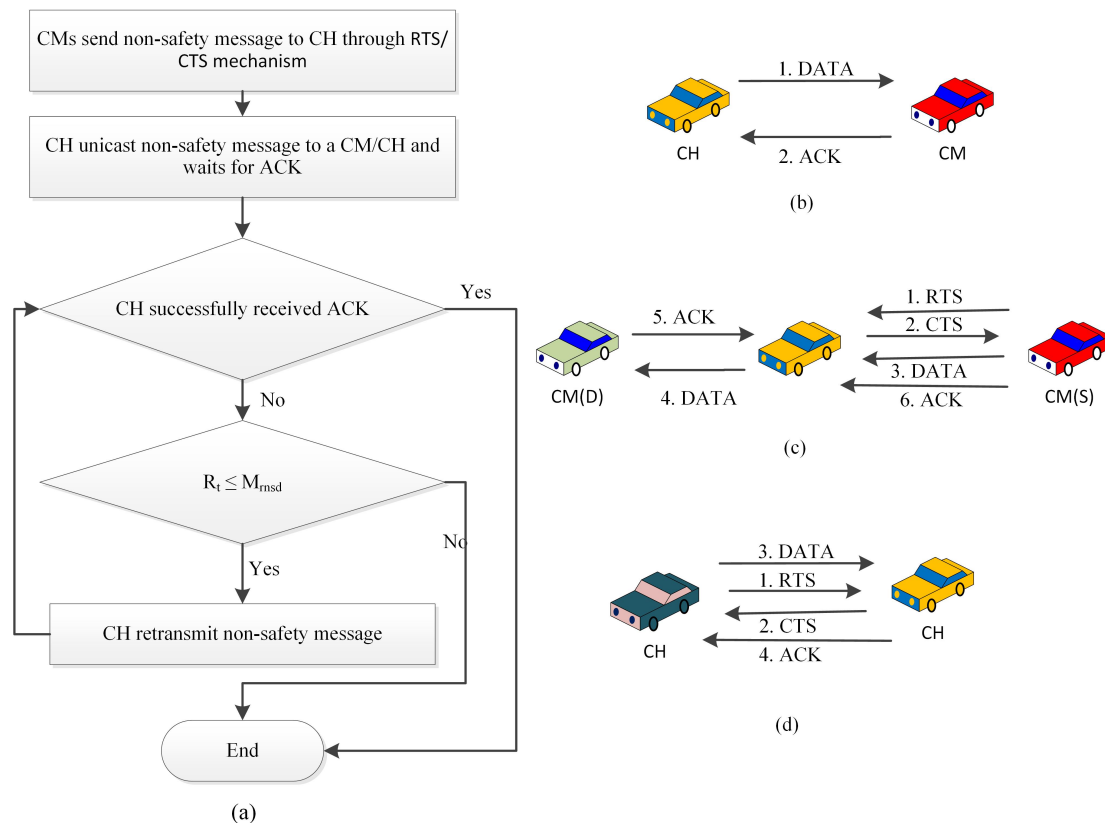 CMs send non-safety message to CH through RTS/
CTS mechanism
CH unicast non-safety message to a CM/CH and
waits for ACK
CH successfully received ACK
Yes
No
Rₜ ≤ Mᵣₙₛd
No
Yes
CH retransmit non-safety message
End
(a)
1. DATA
CH
CM
2. ACK
(b)
1. RTS
5. ACK
2. CTS
3. DATA
CM(D)
4. DATA
6. ACK
CM(S)
(c)
3. DATA
1. RTS
2. CTS
CH
CH
4. ACK
(d)